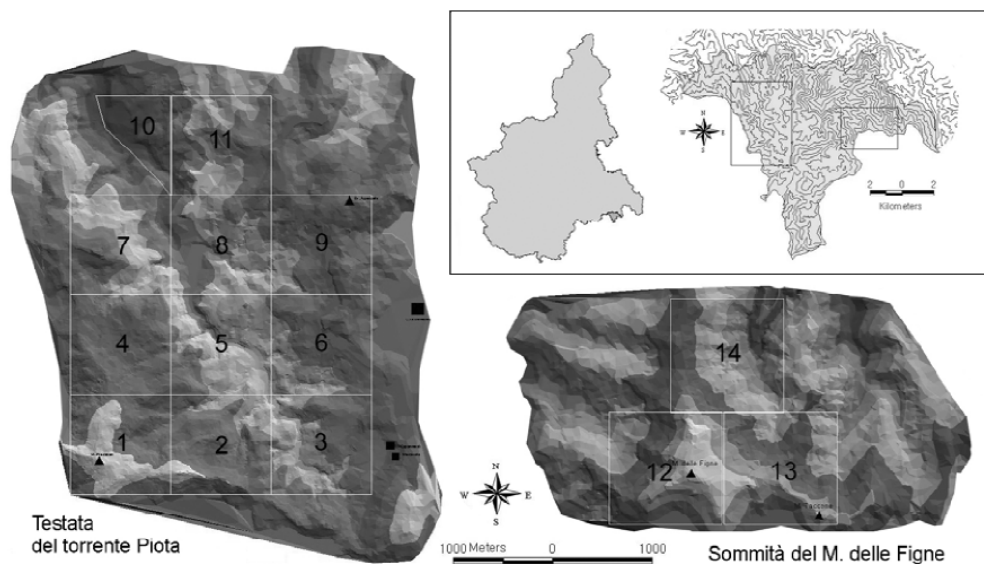 10
11
7
8
9
4
5
6
1
2
3
Testata
del torrente Piota
N
W E
S
2 0 2
Kilometers
14
12
13
M. delle Figne
N
W E
S
1000 Meters 0 1000
Sommità del M. delle Figne